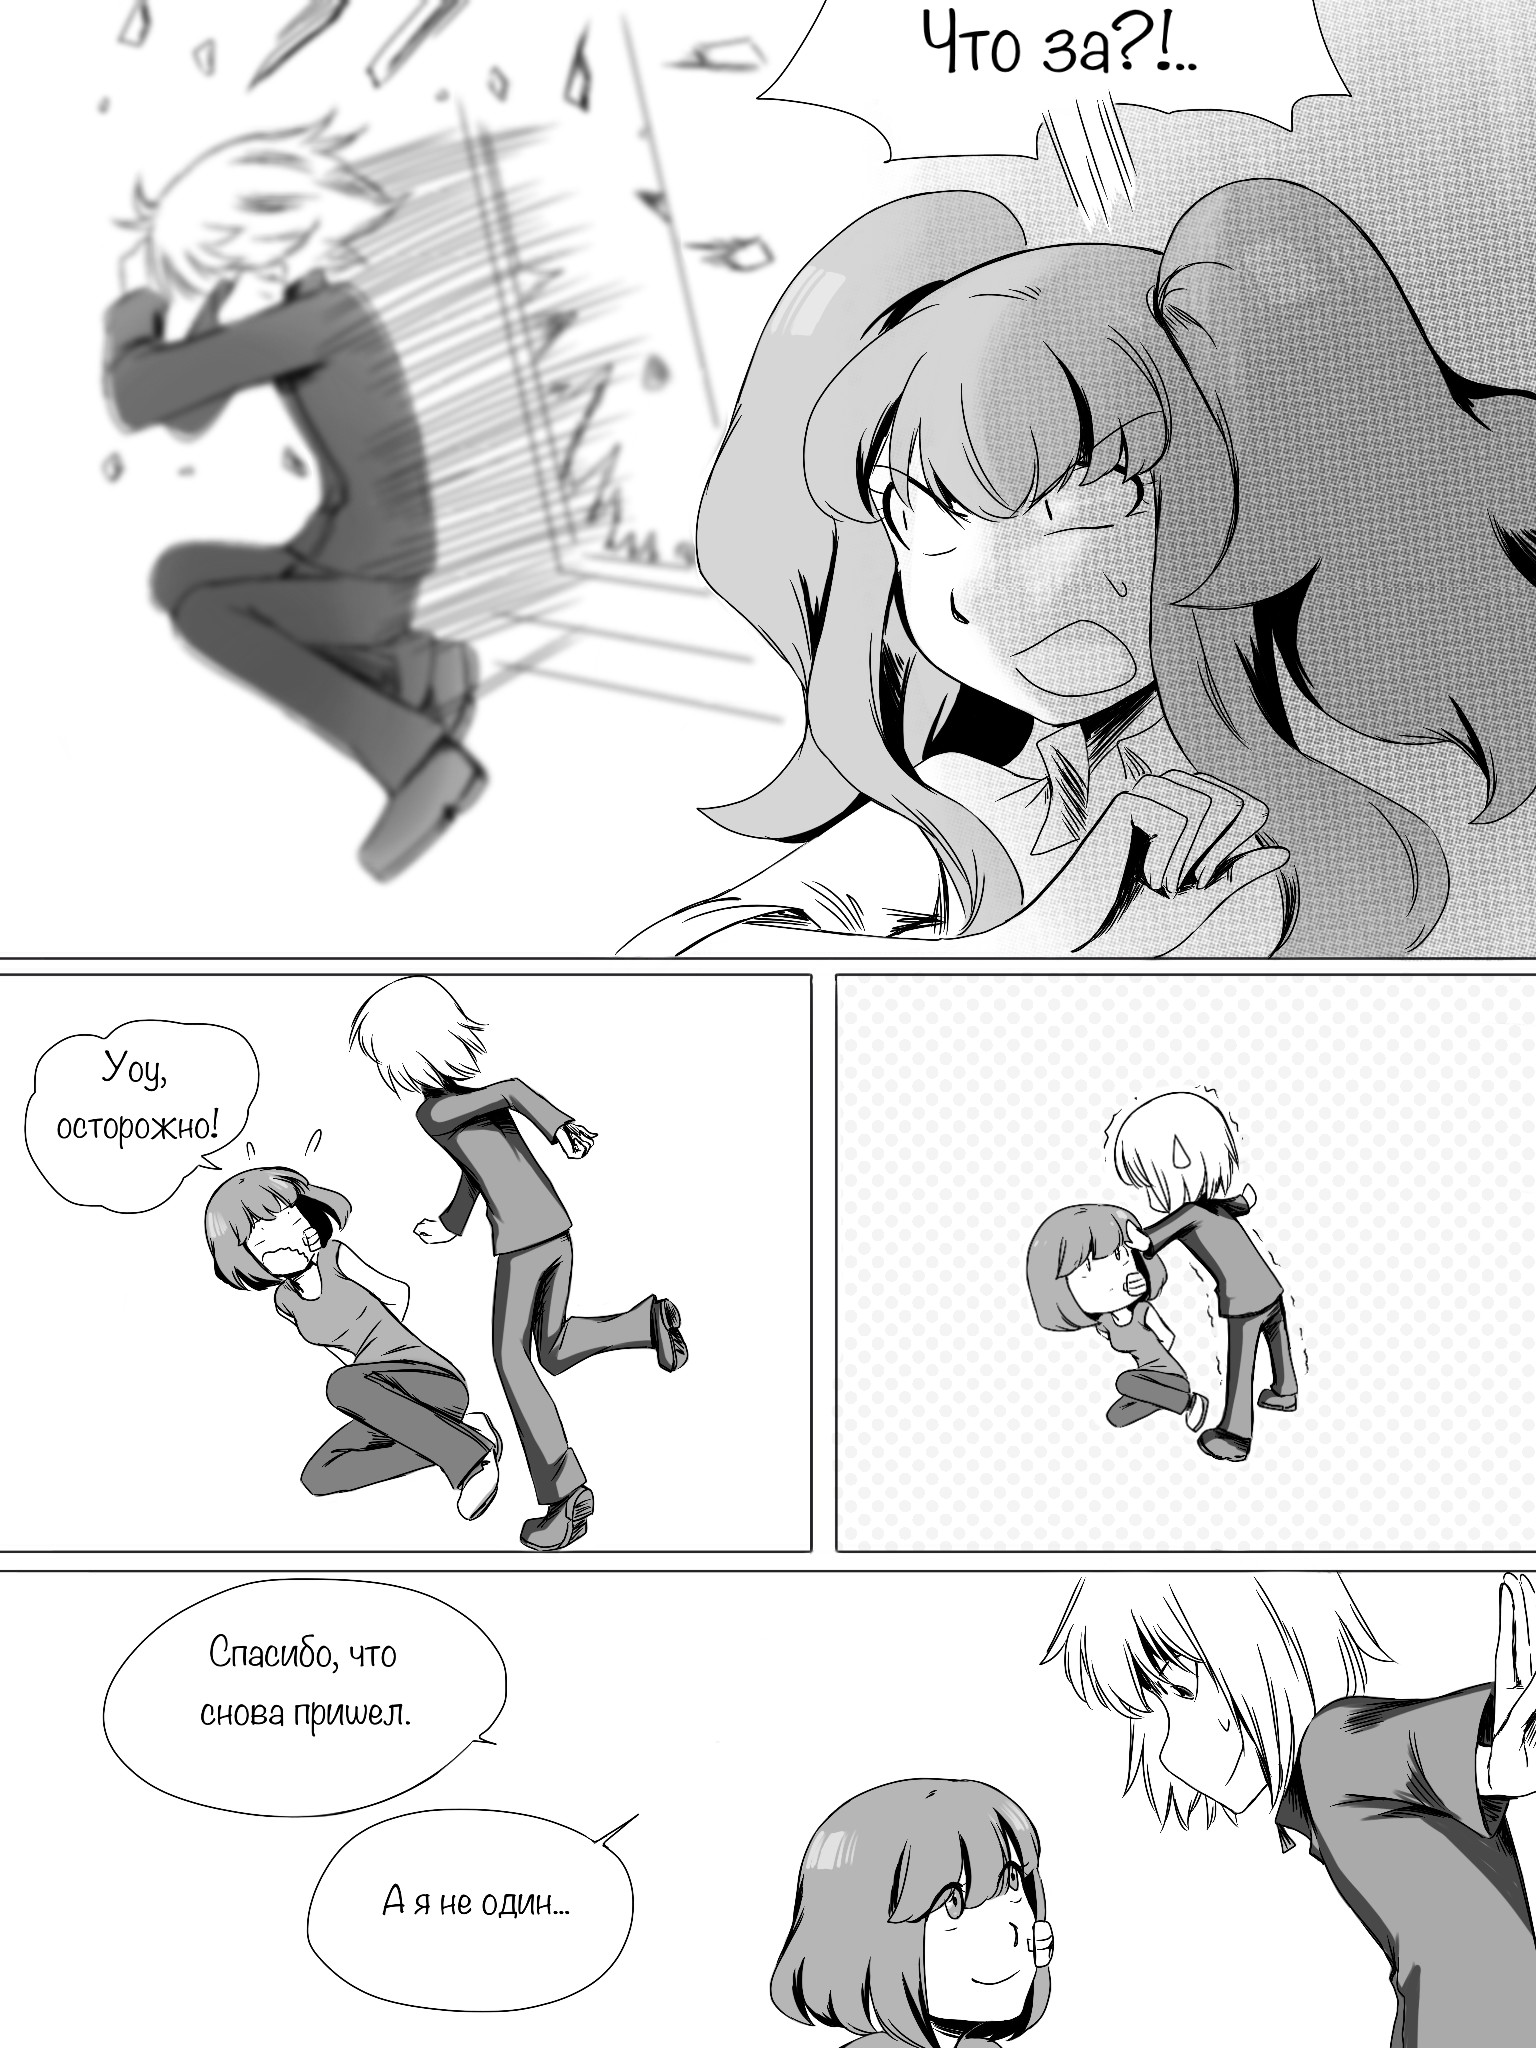 Что за?!..
Уоу,
осторожно!
Спасибо, что
снова пришел.
А я не один...